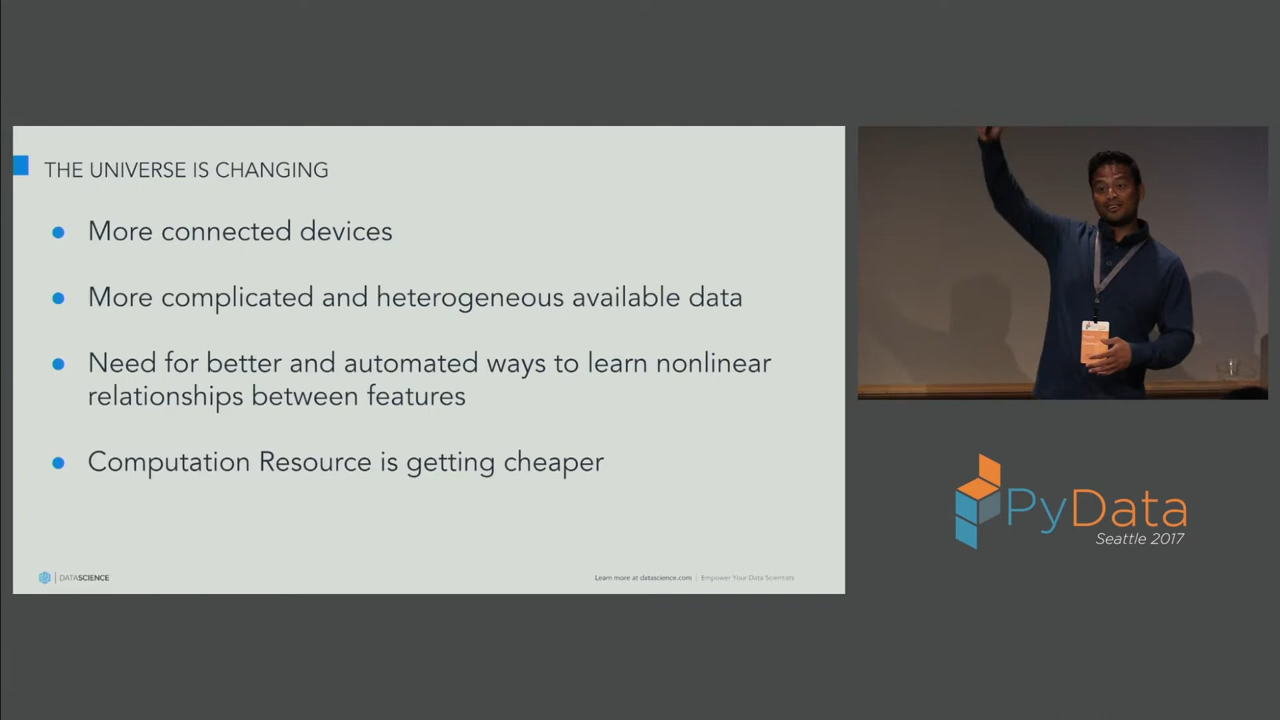 THE UNIVERSE IS CHANGING
More connected devices
More complicated and heterogeneous available data
Need for better and automated ways to learn nonlinear
relationships between features
Computation Resource is getting cheaper
DATASCIENCE
Learn more at datascience.com | Empower Your Data Scientists
PyData
Seattle 2017